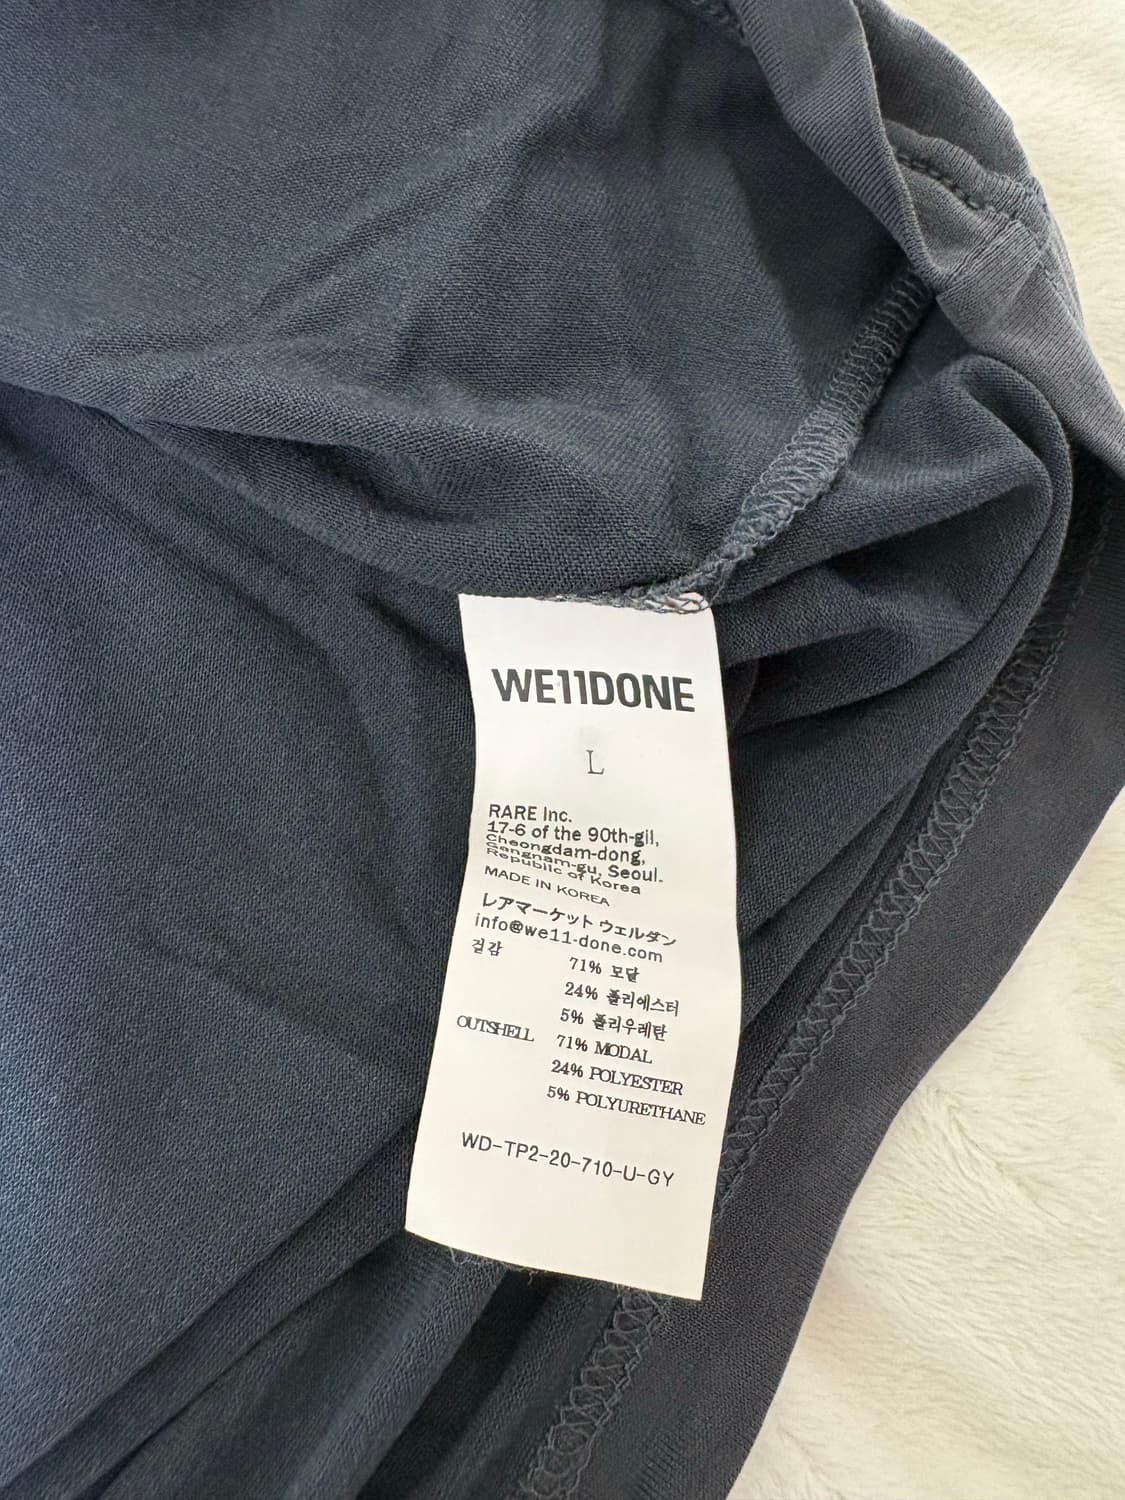 WE11DONE
L
RARE Inc.
17-6 of the 90th-gil,
Cheongdam-dong,
Gangnam-gu, Seoul.
Republic of Korea
MADE IN KOREA
レアマーケット ウェルダン
info@we11-done.com
겉감 71% 모달
24% 폴리에스터
5% 폴리우레탄
OUTSHELL 71% MODAL
24% POLYESTER
5% POLYURETHANE
WD-TP2-20-710-U-GY